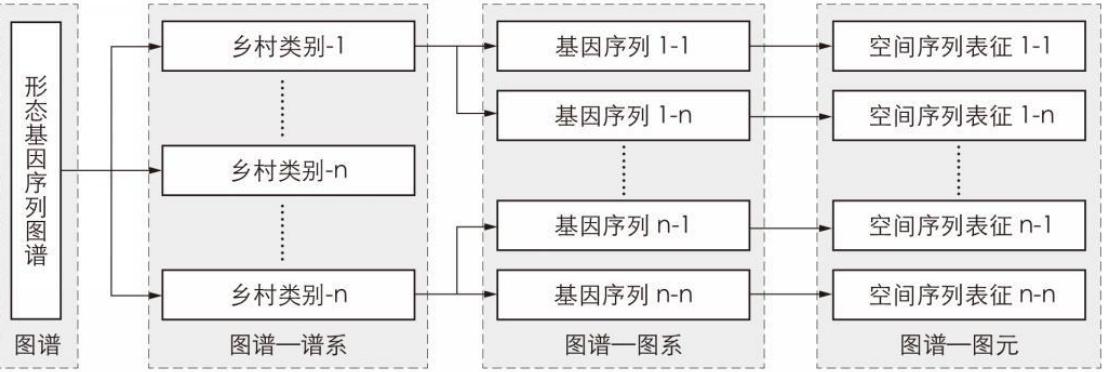 形态基因序列图谱
图谱
乡村类别-1
乡村类别-n
乡村类别-n
图谱—谱系
基因序列 1-1
基因序列 1-n
基因序列 n-1
基因序列 n-n
图谱—图系
空间序列表征 1-1
空间序列表征 1-n
空间序列表征 n-1
空间序列表征 n-n
图谱—图元